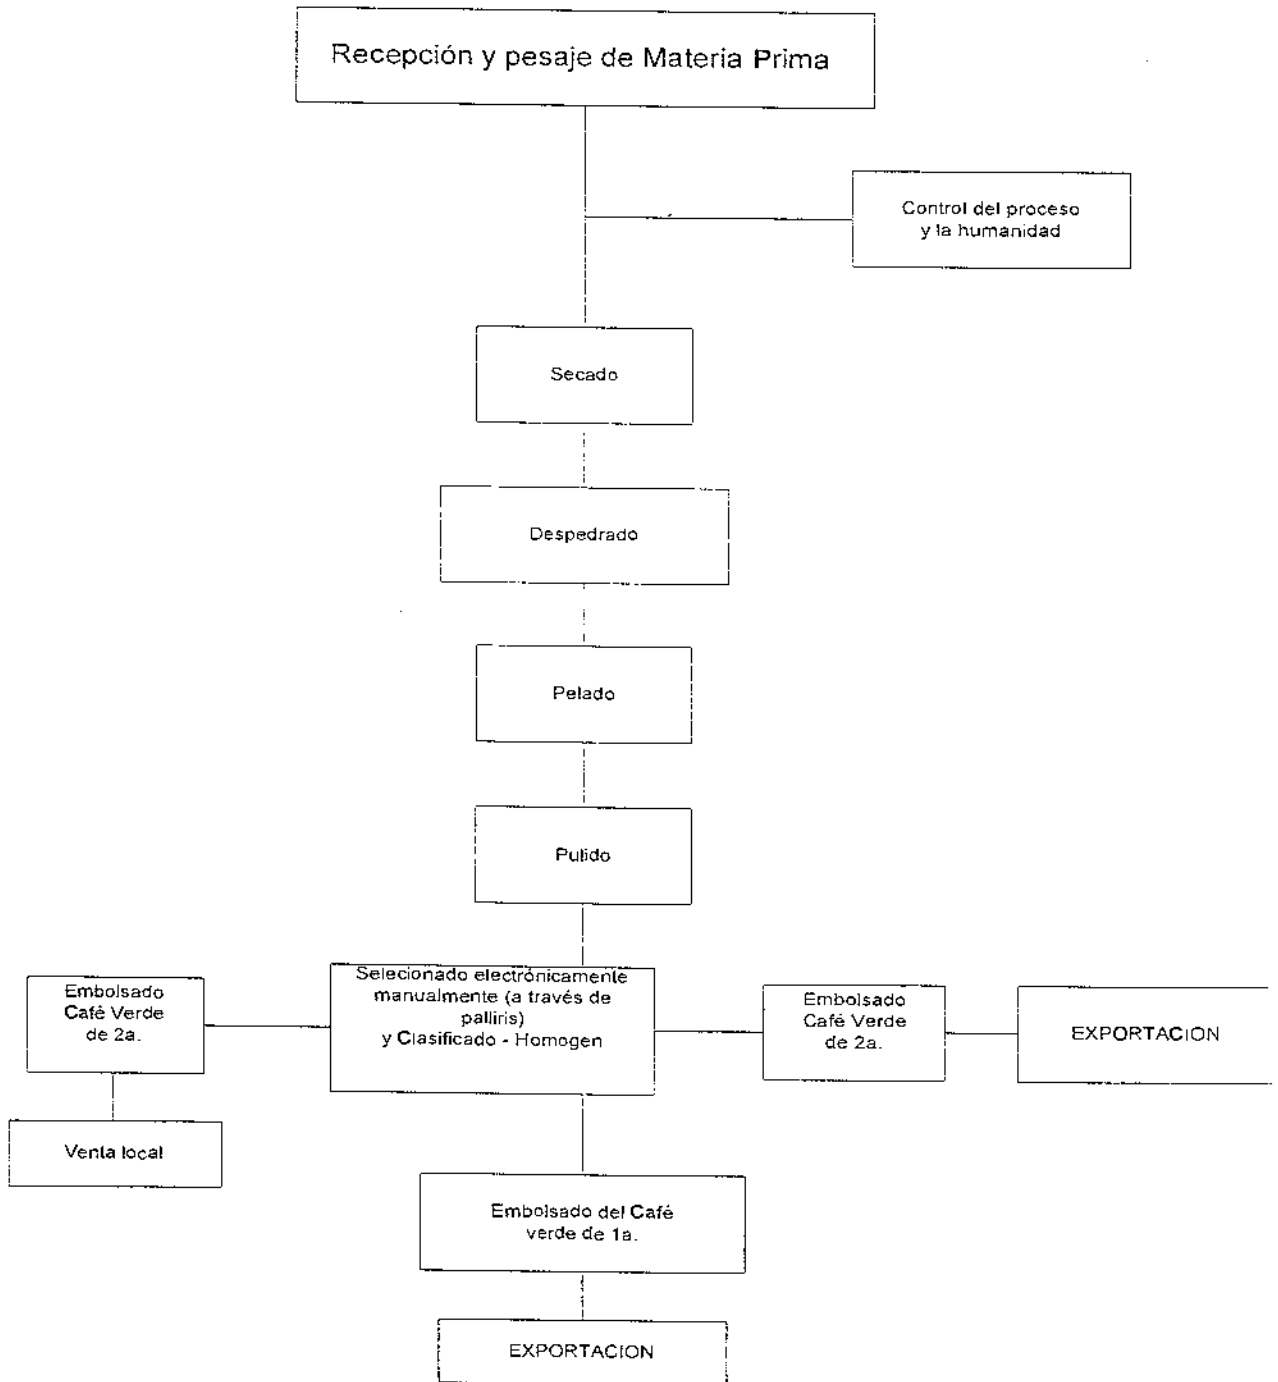 Recepción y pesaje de Materia Prima
Control del proceso
y la humanidad
Secado
Despedrado
Pelado
Pulido
Selecionado electrónicamente
manualmente (a través de
palliris)
y Clasificado - Homogen
Embolsado
Café Verde
de 2a.
Embolsado
Café Verde
de 2a.
EXPORTACION
Venta local
Embolsado del Café
verde de 1a.
EXPORTACION